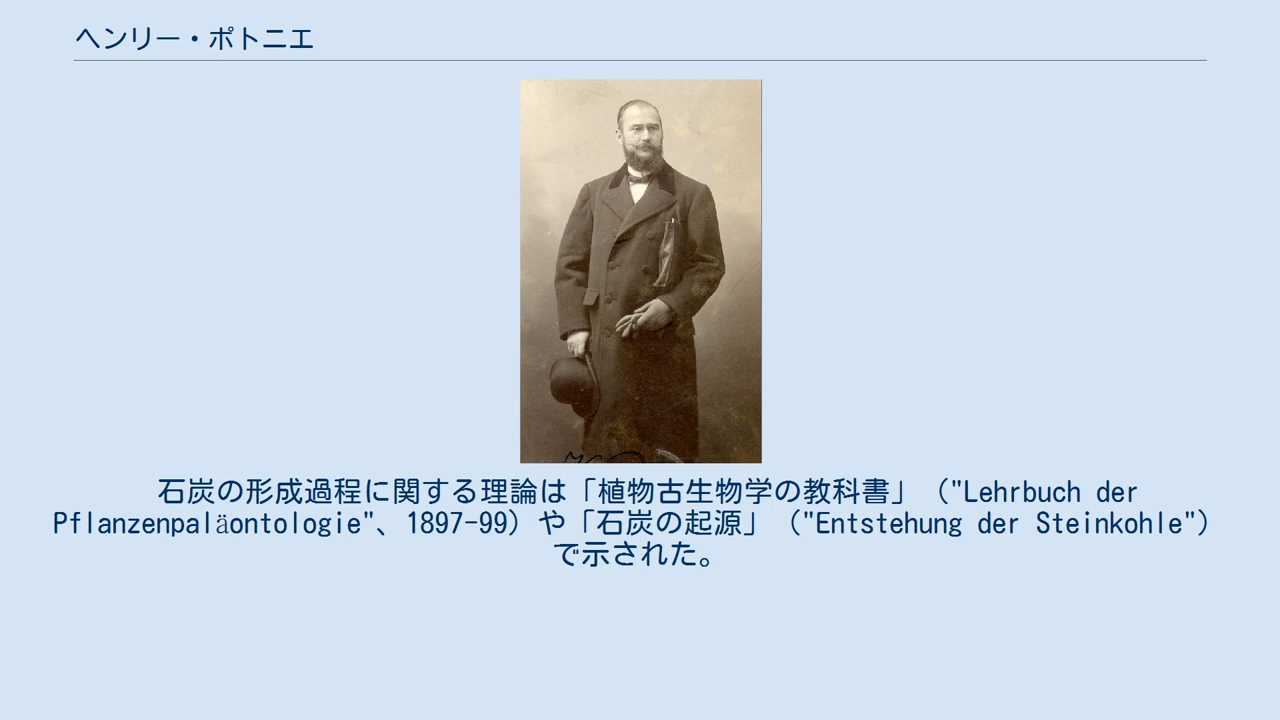 ヘンリー・ポトニエ
石炭の形成過程に関する理論は「植物古生物学の教科書」（"Lehrbuch der
Pflanzenpaläontologie"、1897-99）や「石炭の起源」（"Entstehung der Steinkohle"）
で示された。